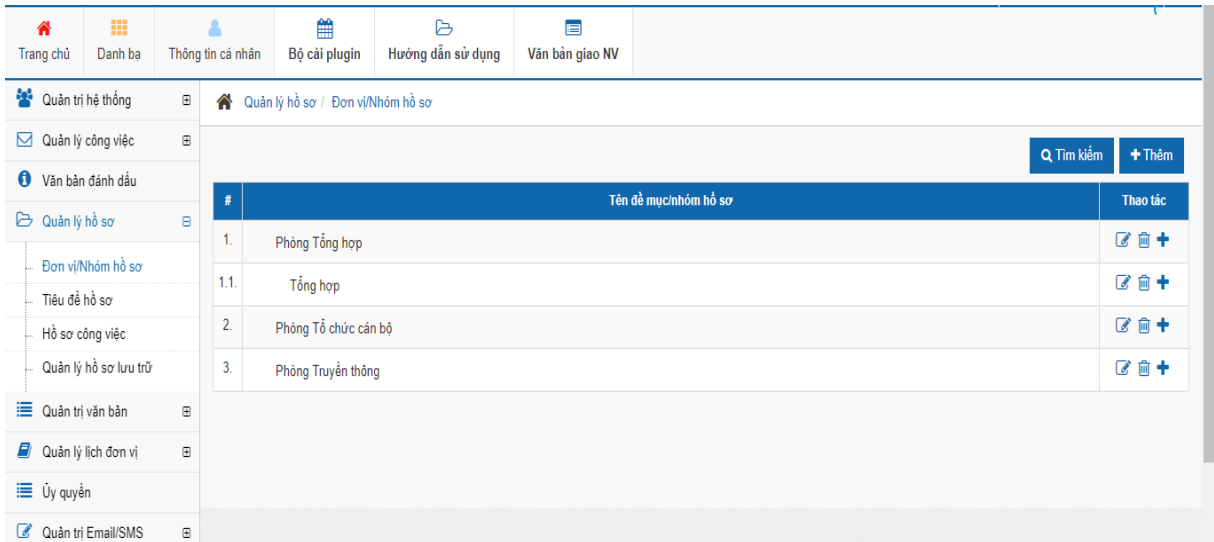 Trang chủ
Danh bạ
Thông tin cá nhân
Bộ cài plugin
Hướng dẫn sử dụng
Văn bản giao NV
Quản trị hệ thống
Quản lý công việc
Văn bản đánh dấu
Quản lý hồ sơ
Đơn vị/Nhóm hồ sơ
Tiêu đề hồ sơ
Hồ sơ công việc
Quản lý hồ sơ lưu trữ
Quản trị văn bản
Quản lý lịch đơn vị
Ủy quyền
Quản trị Email/SMS
Quản lý hồ sơ / Đơn vị/Nhóm hồ sơ
Tìm kiếm
Thêm
# Tên đề mục/nhóm hồ sơ Thao tác
1. Phòng Tổng hợp
1.1. Tổng hợp
2. Phòng Tổ chức cán bộ
3. Phòng Truyền thông